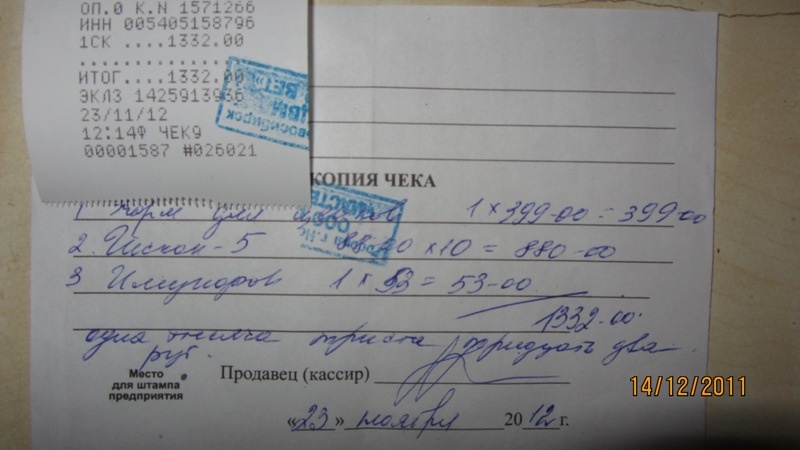 ОП.0 К.N 1571266
ИНН 005405158796
1СК ....1332.00
ИТОГ....1332.00
ЭКЛЗ 1425913936
23/11/12
12:14Ф ЧЕК9
00001587 #026021
КОПИЯ ЧЕКА
1 Корм для 1 × 399-00 = 399-00
2. - 5 88-00 × 10 = 880-00
3 1 × 53 = 53-00
1332-00
одна тысяча триста тридцать два
руб.
Продавец (кассир)
Место
для штампа
предприятия
«23» ноября 2012 г.
14/12/2011